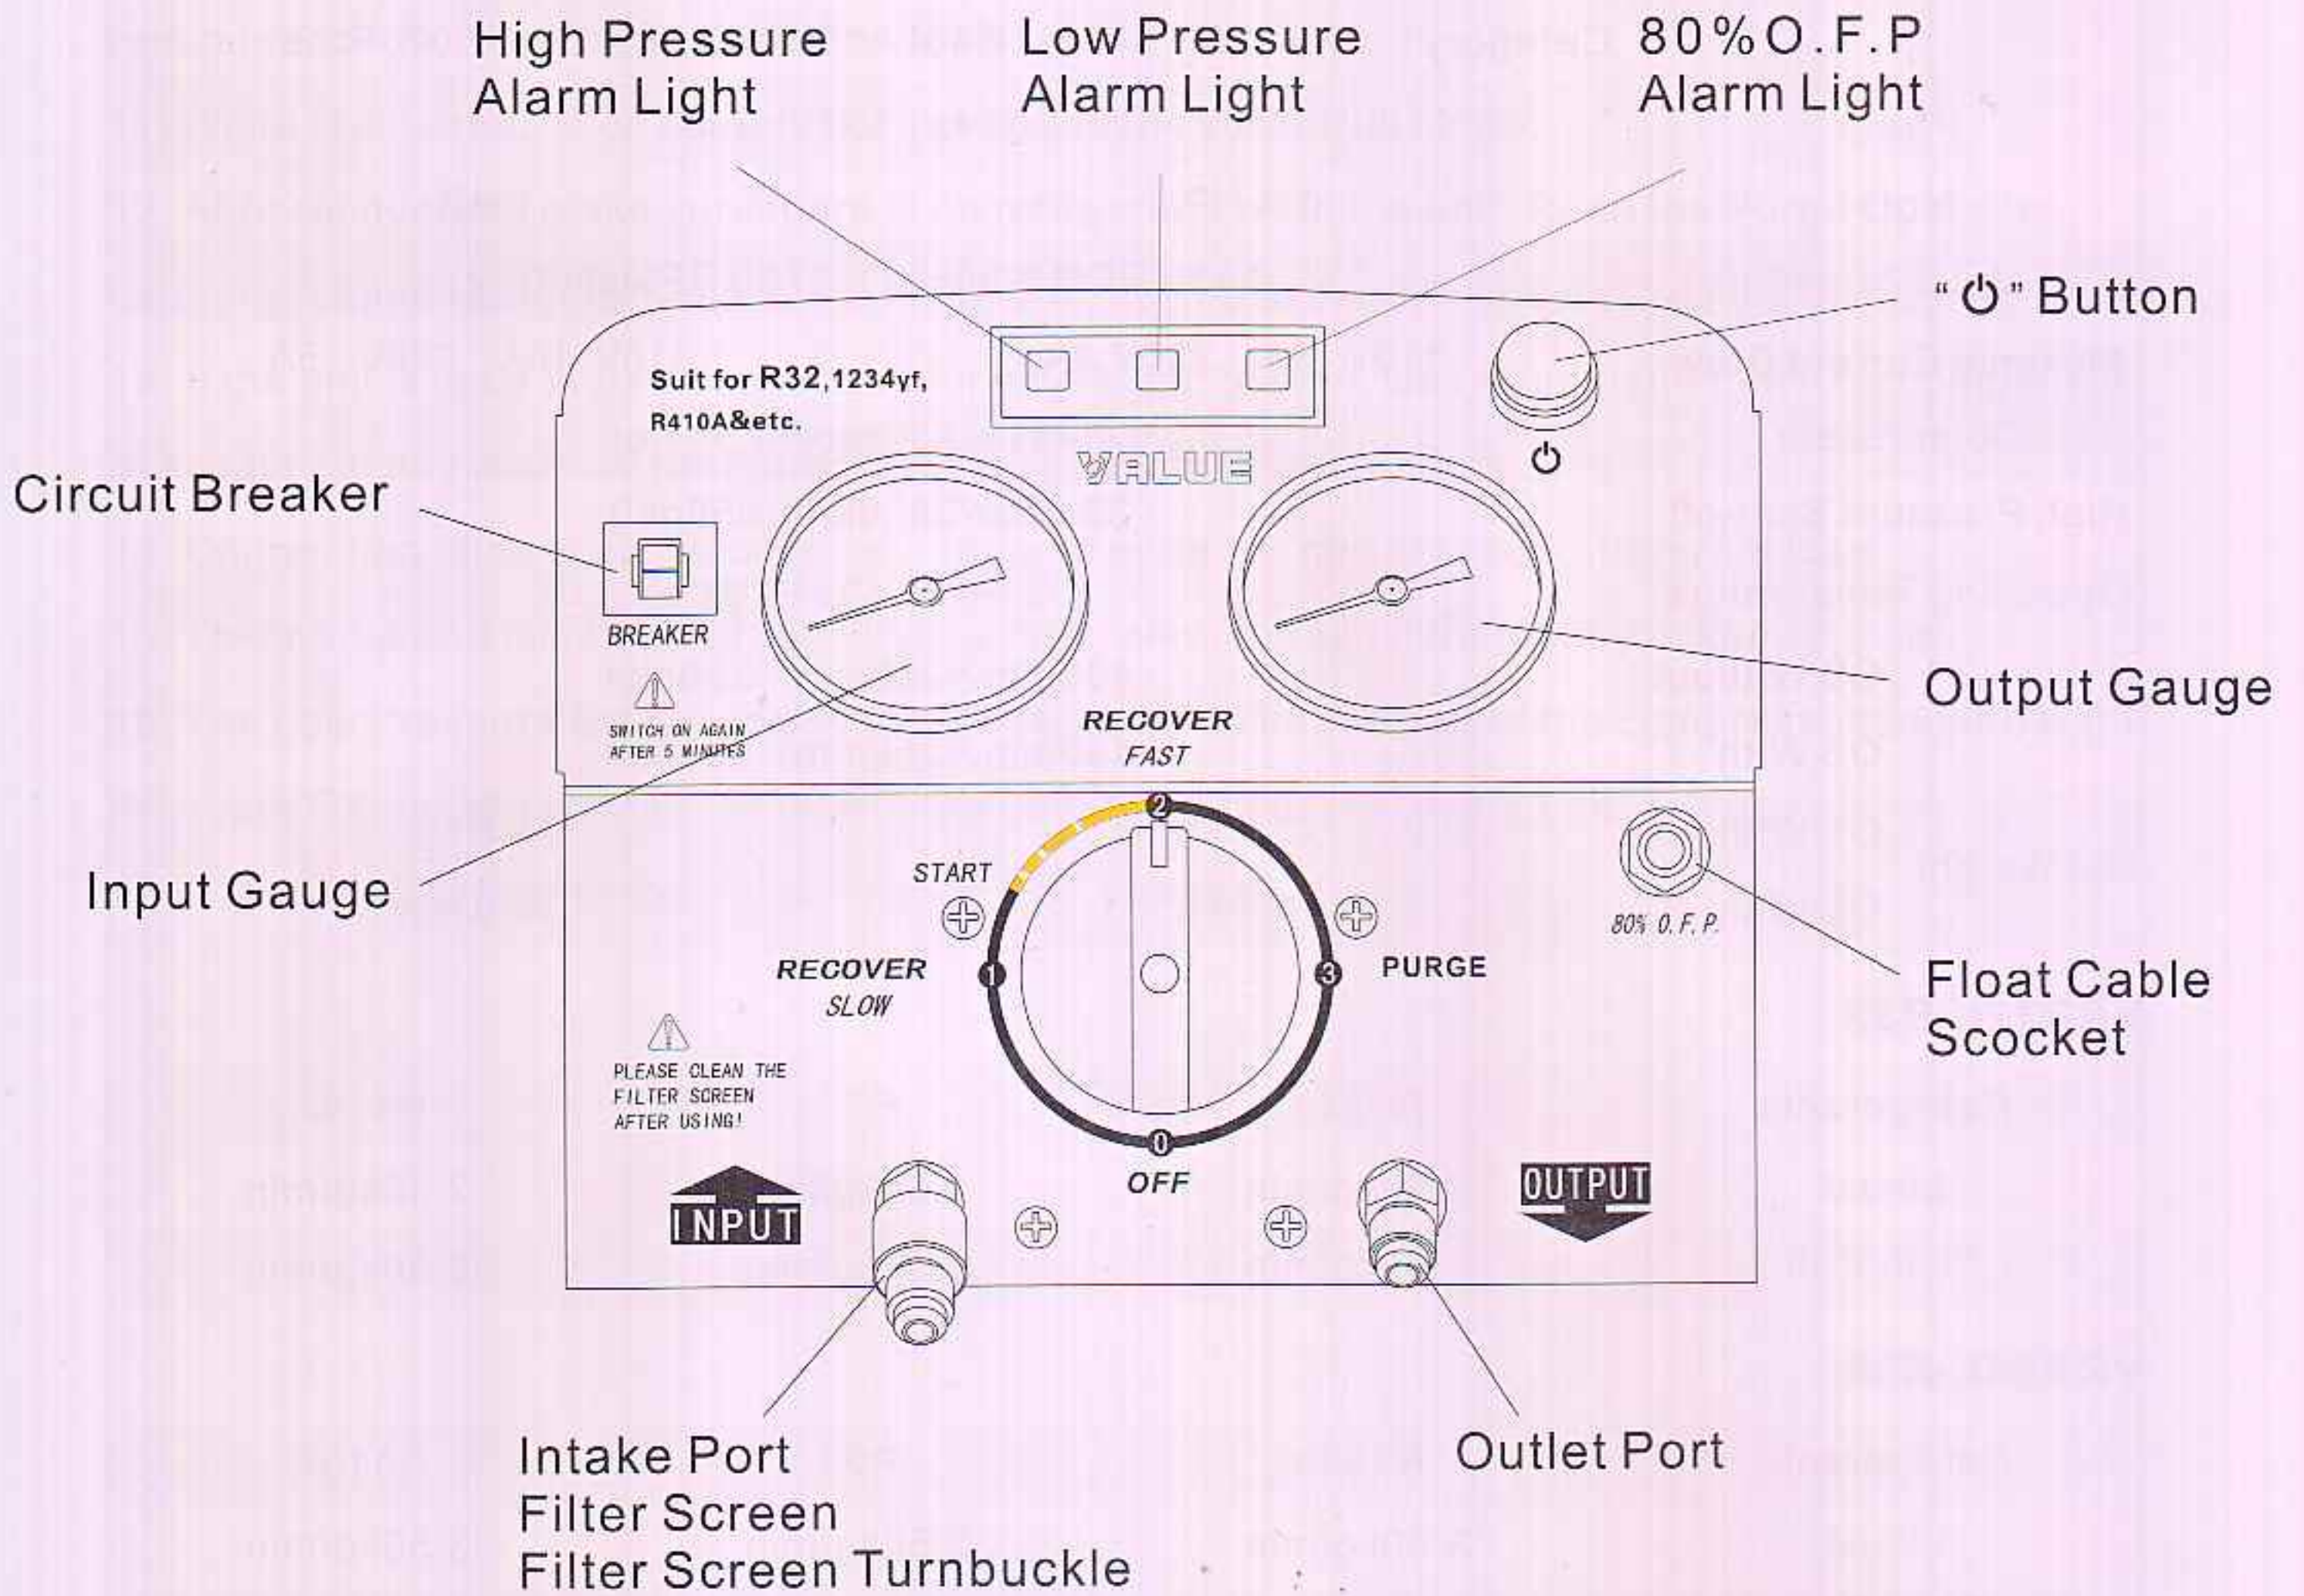 High Pressure
Alarm Light
Low Pressure
Alarm Light
80%O.F.P
Alarm Light
“⏻” Button
Suit for R32,1234yf,
R410A&etc.
VALUE
⏻
Circuit Breaker
BREAKER
SWITCH ON AGAIN
AFTER 5 MINUTES
Output Gauge
RECOVER
FAST
Input Gauge
2
START
80% O.F.P.
RECOVER
SLOW
1
3
PURGE
Float Cable
Scocket
PLEASE CLEAN THE
FILTER SCREEN
AFTER USING!
0
OFF
INPUT
OUTPUT
Intake Port
Filter Screen
Filter Screen Turnbuckle
Outlet Port